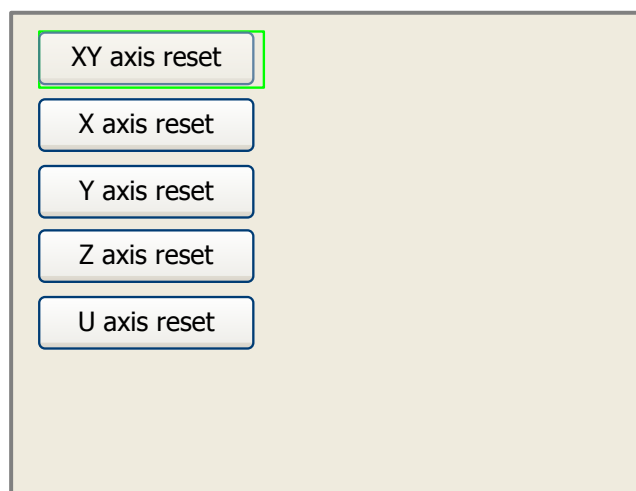 XY axis reset
X axis reset
Y axis reset
Z axis reset
U axis reset